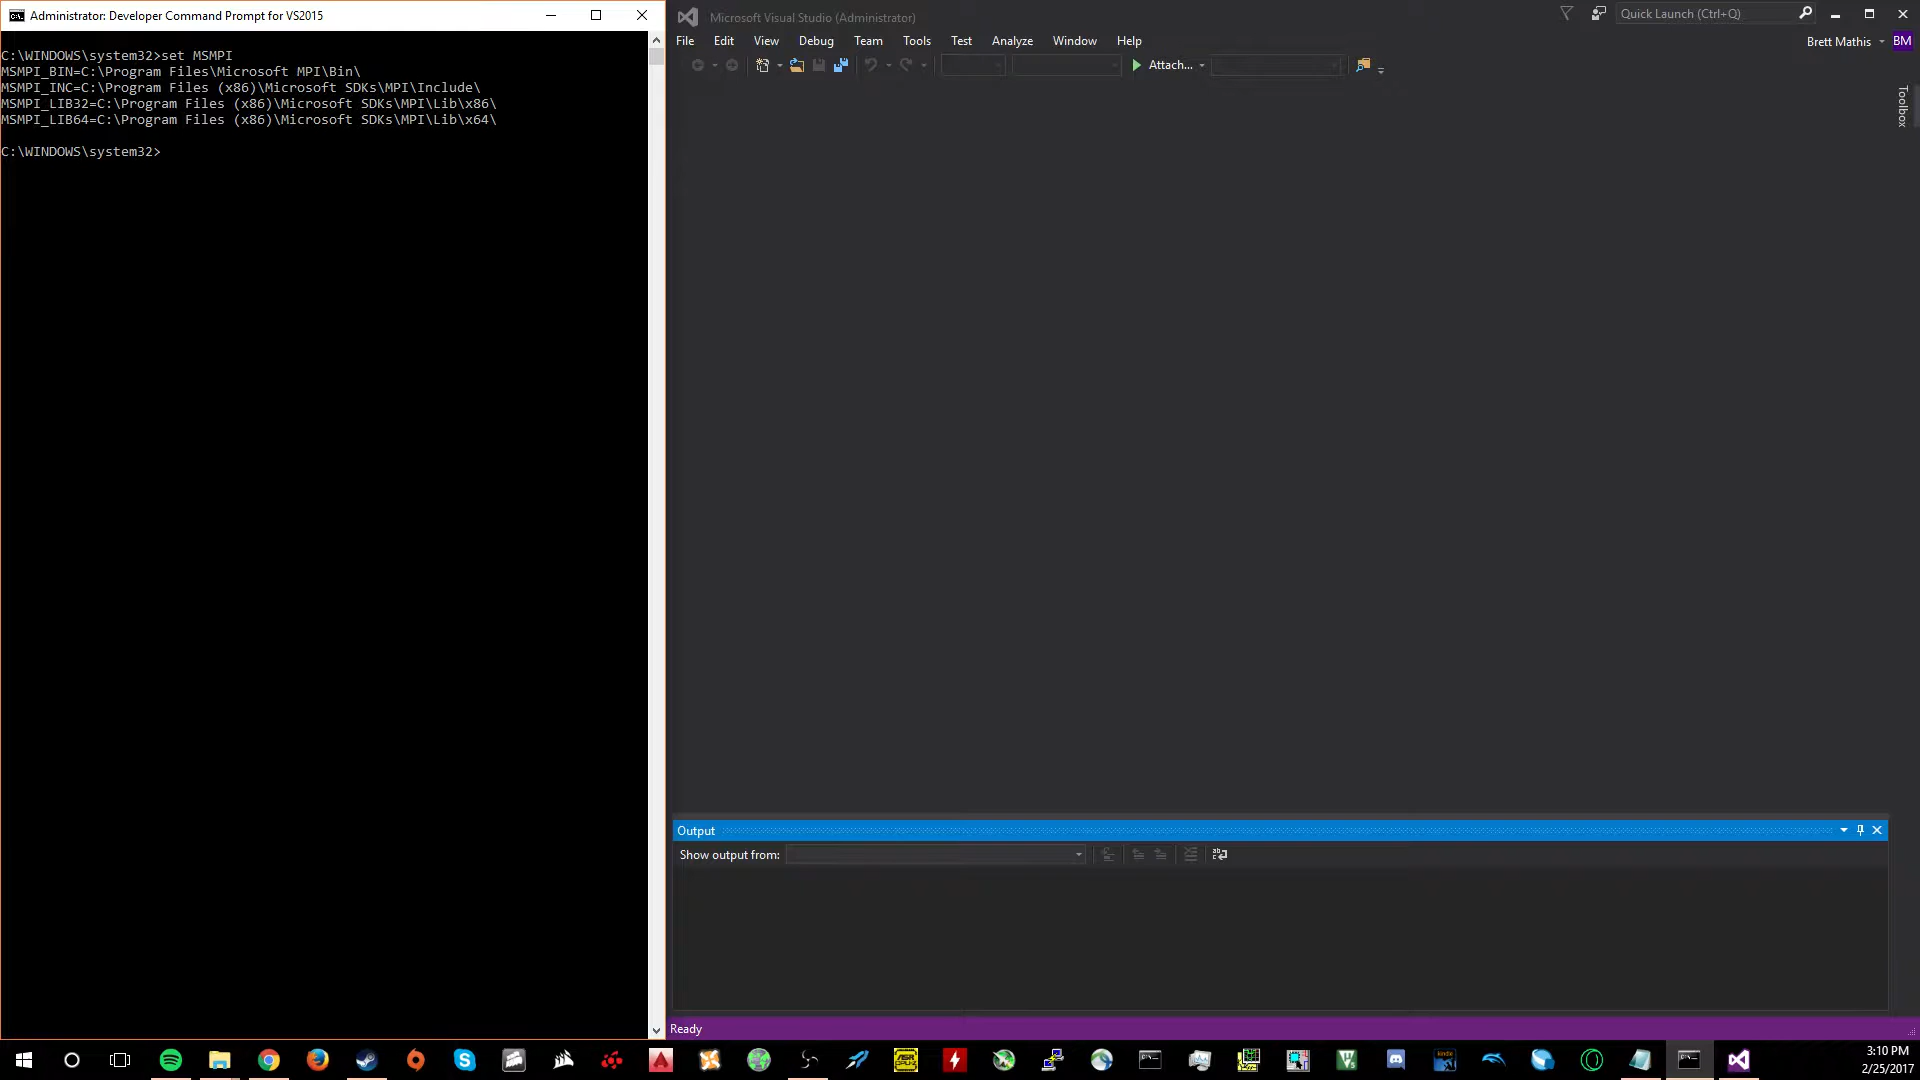 Administrator: Developer Command Prompt for VS2015
C:\WINDOWS\system32>set MSMPI
MSMPI_BIN=C:\Program Files\Microsoft MPI\Bin\
MSMPI_INC=C:\Program Files (x86)\Microsoft SDKs\MPI\Include\
MSMPI_LIB32=C:\Program Files (x86)\Microsoft SDKs\MPI\Lib\x86\
MSMPI_LIB64=C:\Program Files (x86)\Microsoft SDKs\MPI\Lib\x64\
C:\WINDOWS\system32>
Microsoft Visual Studio (Administrator)
Quick Launch (Ctrl+Q)
File Edit View Debug Team Tools Test Analyze Window Help
Brett Mathis BM
Attach...
Toolbox
Output
Show output from:
Ready
3:10 PM
2/25/2017